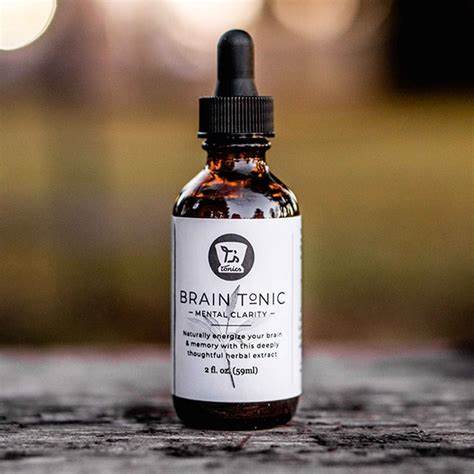 T's
tonics
BRAIN TONIC
– MENTAL CLARITY –
Naturally energize your brain
& memory with this deeply
thoughtful herbal extract
2 fl. oz. (59ml)